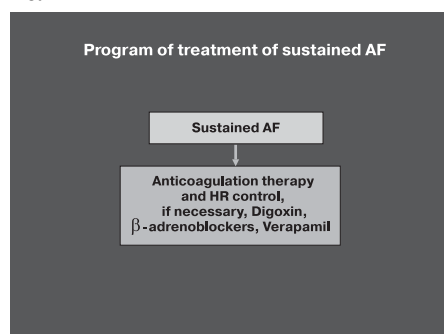 Program of treatment of sustained AF
Sustained AF
Anticoagulation therapy
and HR control,
if necessary, Digoxin,
β-adrenoblockers, Verapamil